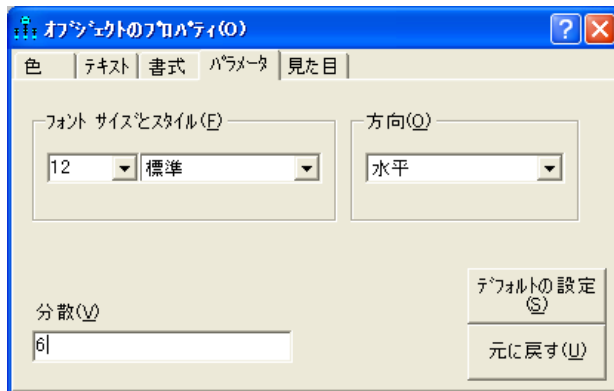 オブジェクトのプロパティ(O)
色 テキスト 書式 パラメータ 見た目
フォント サイズとスタイル(F)
方向(O)
12 標準
水平
デフォルトの設定
(S)
分散(V)
6
元に戻す(U)